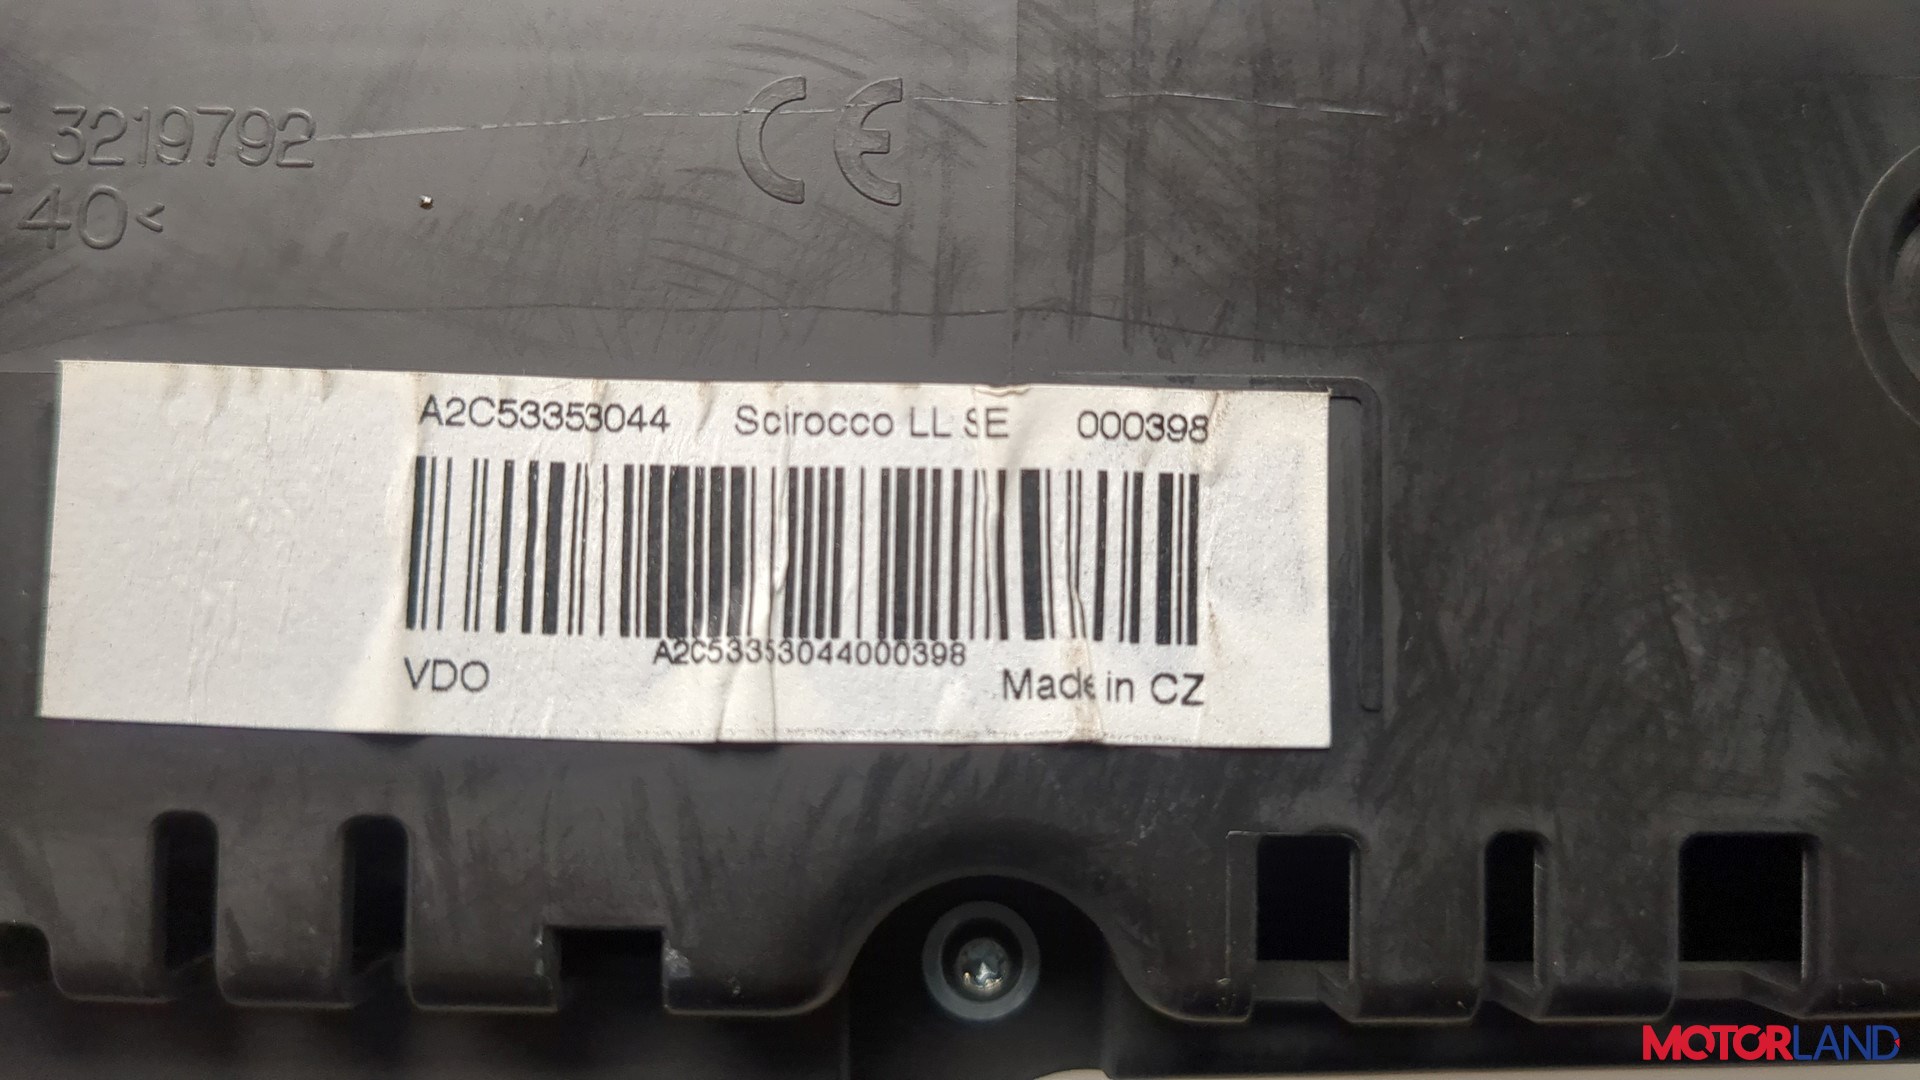 3219792
CE
40<
A2C53353044 Scirocco LL SE 000398
A2C53353044000398
VDO
Made in CZ
MOTORLAND